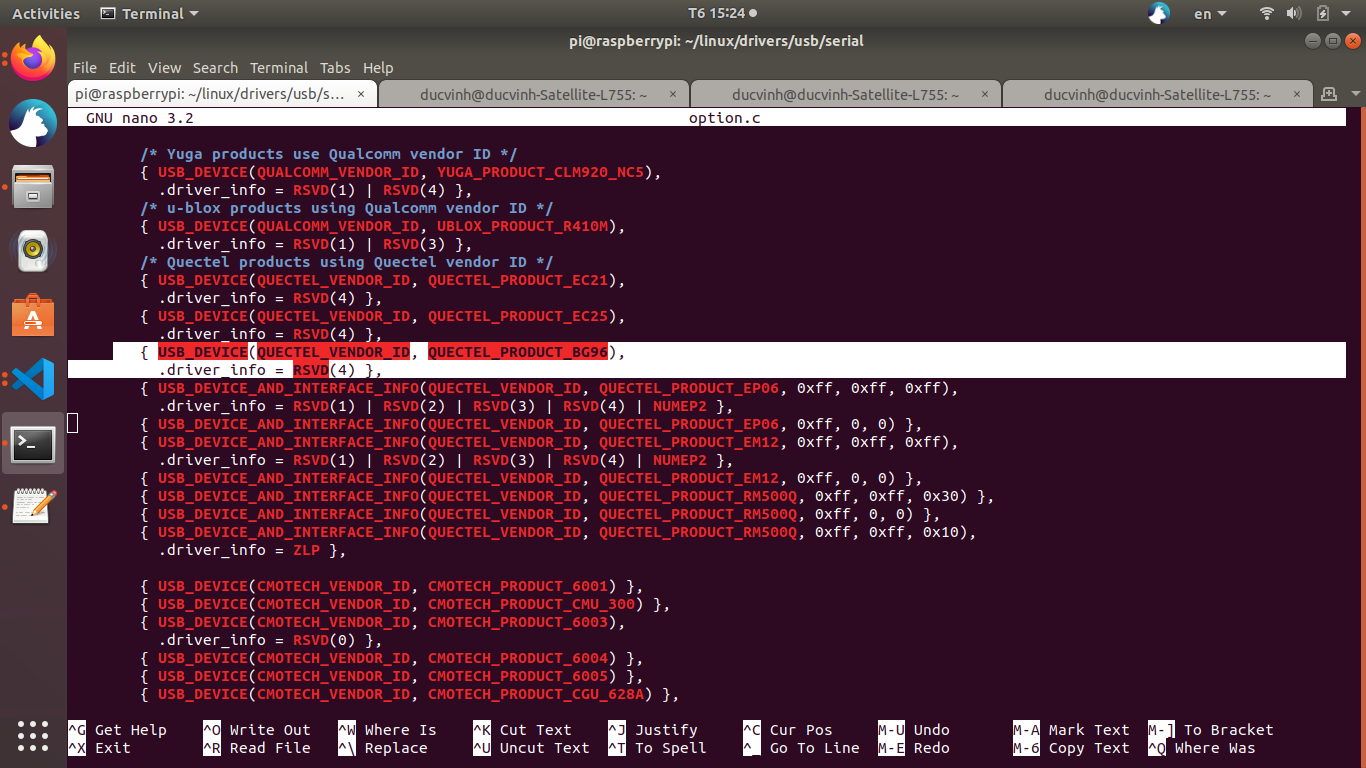 Activities Terminal T6 15:24 en
pi@raspberrypi: ~/linux/drivers/usb/serial
File Edit View Search Terminal Tabs Help
pi@raspberrypi: ~/linux/drivers/usb/s… × ducvinh@ducvinh-Satellite-L755: ~ × ducvinh@ducvinh-Satellite-L755: ~ × ducvinh@ducvinh-Satellite-L755: ~ ×
GNU nano 3.2 option.c
/* Yuga products use Qualcomm vendor ID */
{ USB_DEVICE(QUALCOMM_VENDOR_ID, YUGA_PRODUCT_CLM920_NC5),
.driver_info = RSVD(1) | RSVD(4) },
/* u-blox products using Qualcomm vendor ID */
{ USB_DEVICE(QUALCOMM_VENDOR_ID, UBLOX_PRODUCT_R410M),
.driver_info = RSVD(1) | RSVD(3) },
/* Quectel products using Quectel vendor ID */
{ USB_DEVICE(QUECTEL_VENDOR_ID, QUECTEL_PRODUCT_EC21),
.driver_info = RSVD(4) },
{ USB_DEVICE(QUECTEL_VENDOR_ID, QUECTEL_PRODUCT_EC25),
.driver_info = RSVD(4) },
{ USB_DEVICE(QUECTEL_VENDOR_ID, QUECTEL_PRODUCT_BG96),
.driver_info = RSVD(4) },
{ USB_DEVICE_AND_INTERFACE_INFO(QUECTEL_VENDOR_ID, QUECTEL_PRODUCT_EP06, 0xff, 0xff, 0xff),
.driver_info = RSVD(1) | RSVD(2) | RSVD(3) | RSVD(4) | NUMEP2 },
{ USB_DEVICE_AND_INTERFACE_INFO(QUECTEL_VENDOR_ID, QUECTEL_PRODUCT_EP06, 0xff, 0, 0) },
{ USB_DEVICE_AND_INTERFACE_INFO(QUECTEL_VENDOR_ID, QUECTEL_PRODUCT_EM12, 0xff, 0xff, 0xff),
.driver_info = RSVD(1) | RSVD(2) | RSVD(3) | RSVD(4) | NUMEP2 },
{ USB_DEVICE_AND_INTERFACE_INFO(QUECTEL_VENDOR_ID, QUECTEL_PRODUCT_EM12, 0xff, 0, 0) },
{ USB_DEVICE_AND_INTERFACE_INFO(QUECTEL_VENDOR_ID, QUECTEL_PRODUCT_RM500Q, 0xff, 0xff, 0x30) },
{ USB_DEVICE_AND_INTERFACE_INFO(QUECTEL_VENDOR_ID, QUECTEL_PRODUCT_RM500Q, 0xff, 0, 0) },
{ USB_DEVICE_AND_INTERFACE_INFO(QUECTEL_VENDOR_ID, QUECTEL_PRODUCT_RM500Q, 0xff, 0xff, 0x10),
.driver_info = ZLP },
{ USB_DEVICE(CMOTECH_VENDOR_ID, CMOTECH_PRODUCT_6001) },
{ USB_DEVICE(CMOTECH_VENDOR_ID, CMOTECH_PRODUCT_CMU_300) },
{ USB_DEVICE(CMOTECH_VENDOR_ID, CMOTECH_PRODUCT_6003),
.driver_info = RSVD(0) },
{ USB_DEVICE(CMOTECH_VENDOR_ID, CMOTECH_PRODUCT_6004) },
{ USB_DEVICE(CMOTECH_VENDOR_ID, CMOTECH_PRODUCT_6005) },
{ USB_DEVICE(CMOTECH_VENDOR_ID, CMOTECH_PRODUCT_CGU_628A) },
^G Get Help ^O Write Out ^W Where Is ^K Cut Text ^J Justify ^C Cur Pos M-U Undo M-A Mark Text M-] To Bracket
^X Exit ^R Read File ^\ Replace ^U Uncut Text ^T To Spell ^_ Go To Line M-E Redo M-6 Copy Text ^Q Where Was